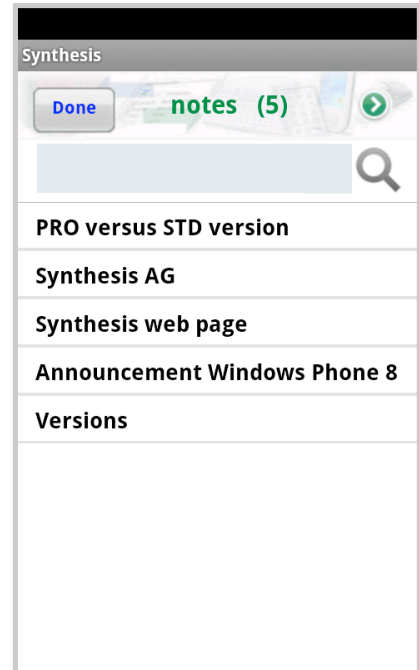 Synthesis
Done notes (5)
PRO versus STD version
Synthesis AG
Synthesis web page
Announcement Windows Phone 8
Versions